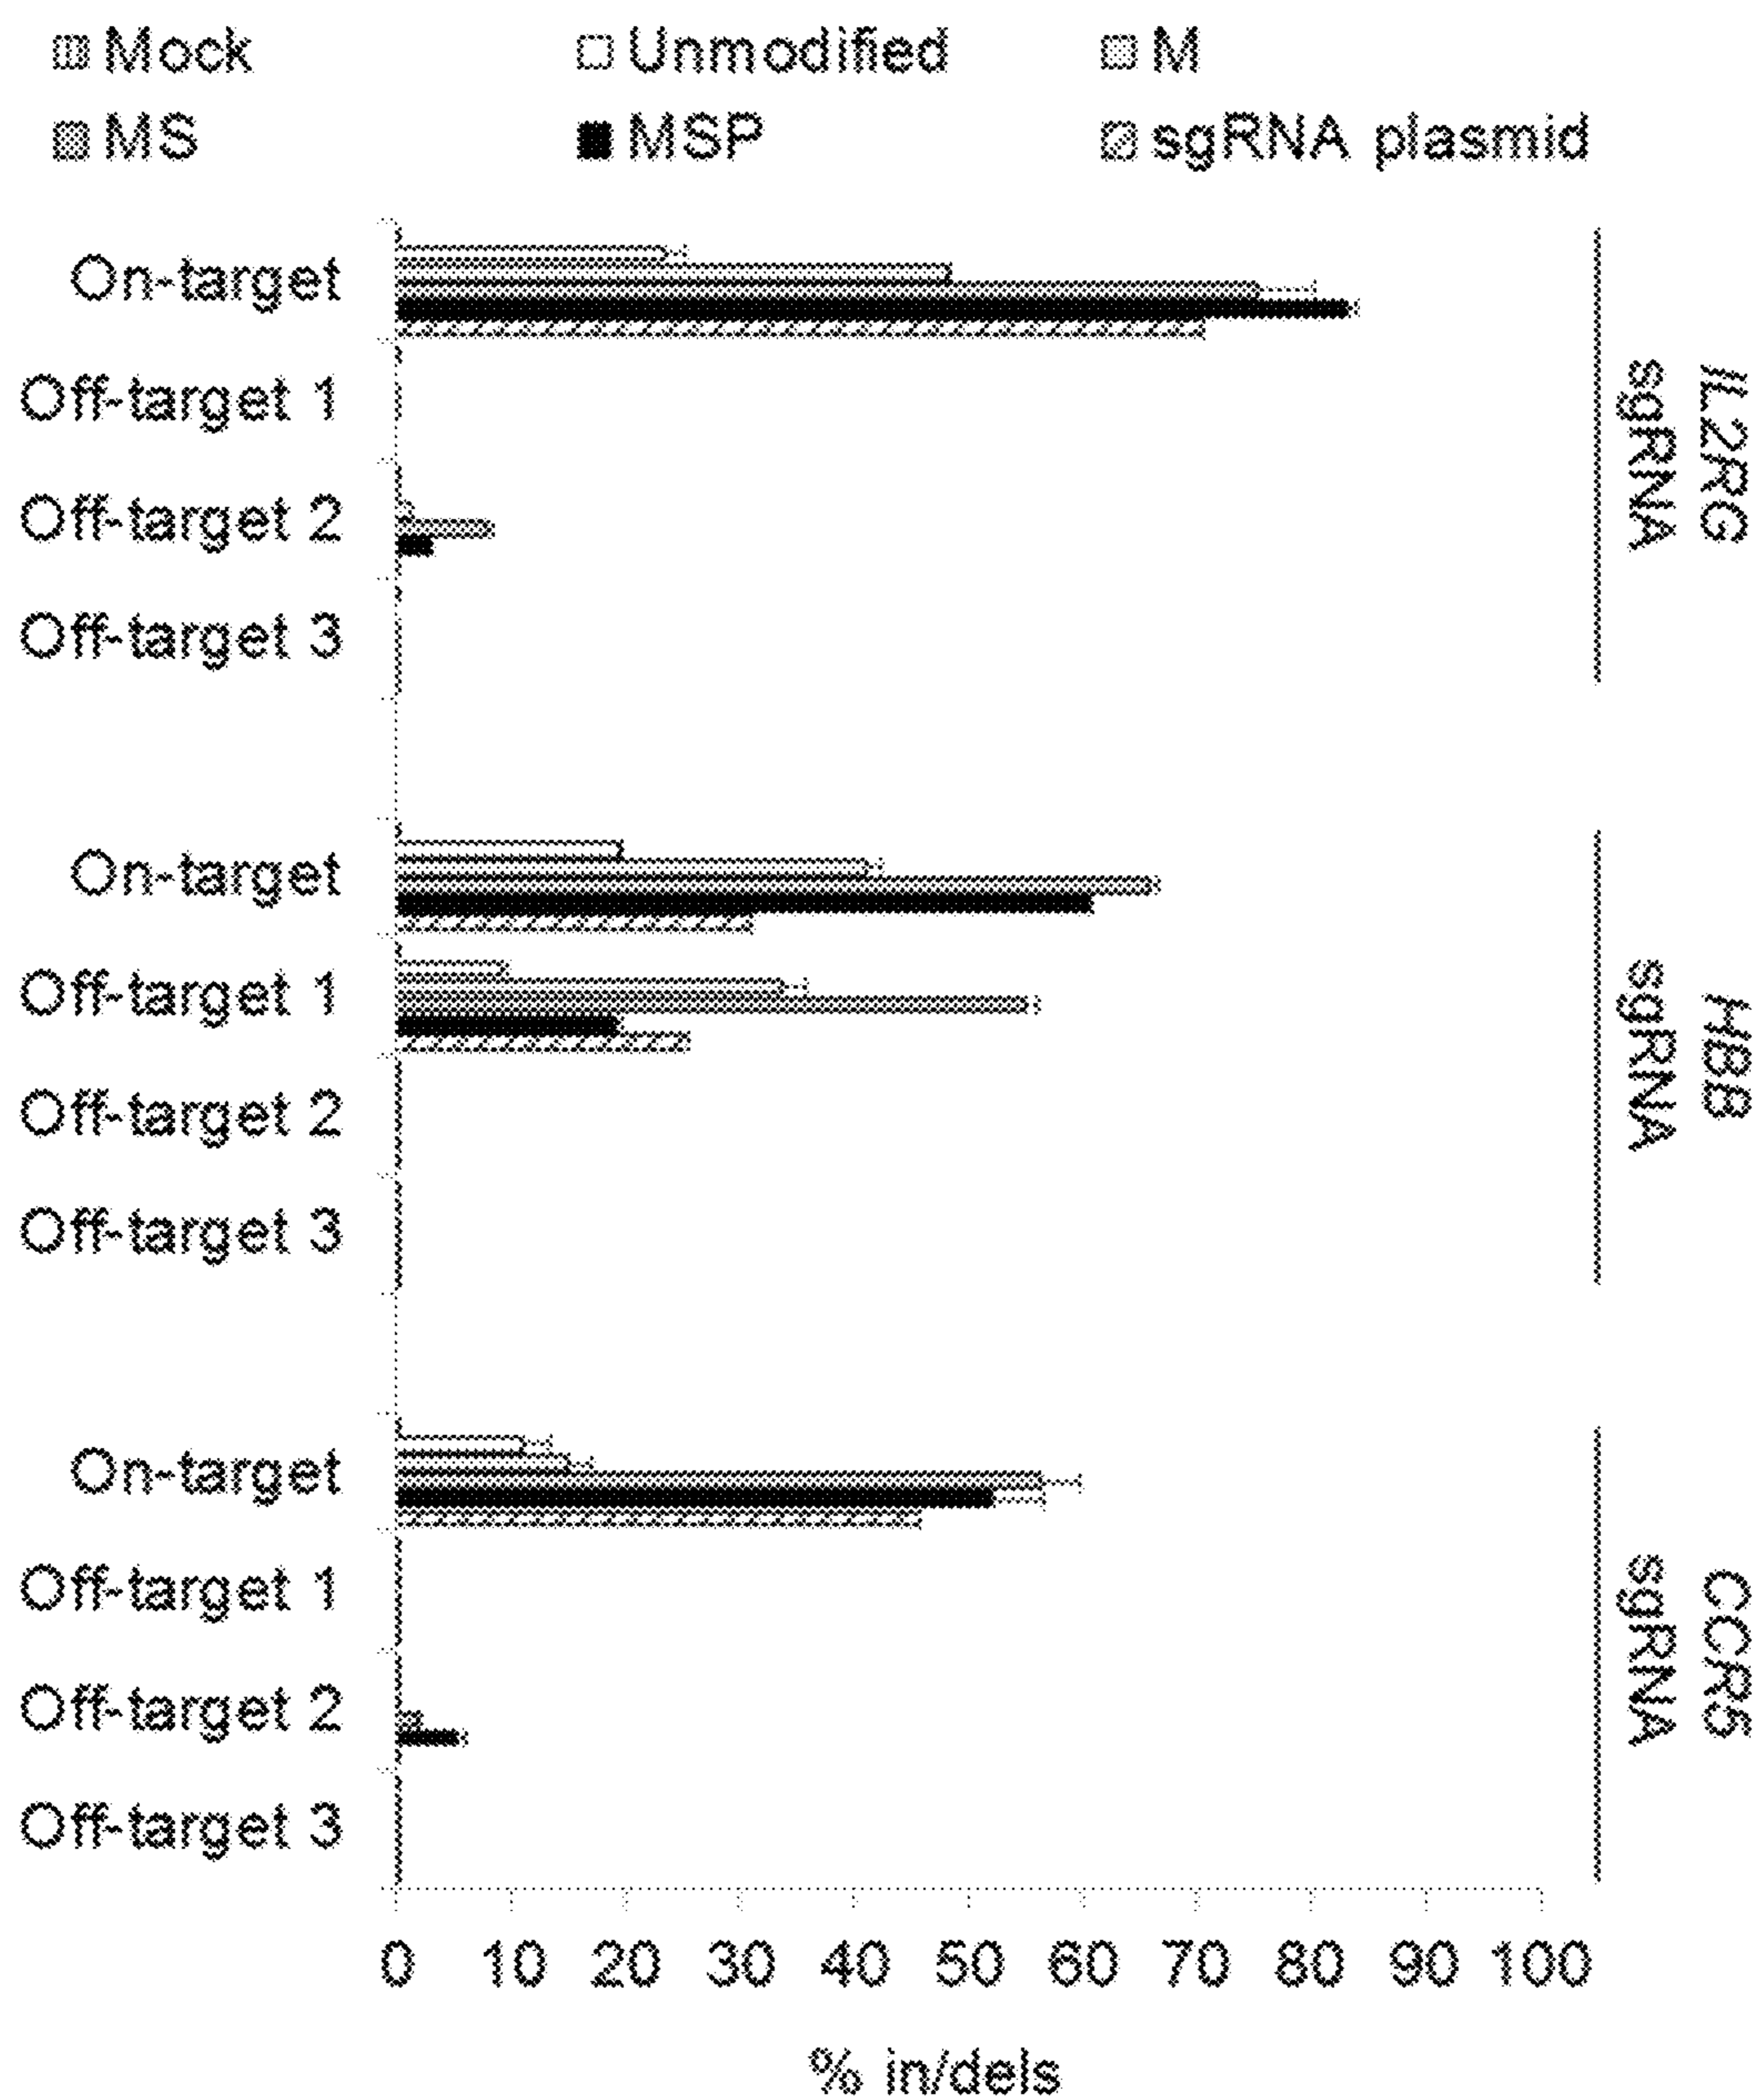 Mock Unmodified M
MS MSP sgRNA plasmid
On-target
Off-target 1
Off-target 2
Off-target 3
IL2RG
sgRNA
On-target
Off-target 1
Off-target 2
Off-target 3
HBB
sgRNA
On-target
Off-target 1
Off-target 2
Off-target 3
CCR5
sgRNA
0 10 20 30 40 50 60 70 80 90 100
% in/dels